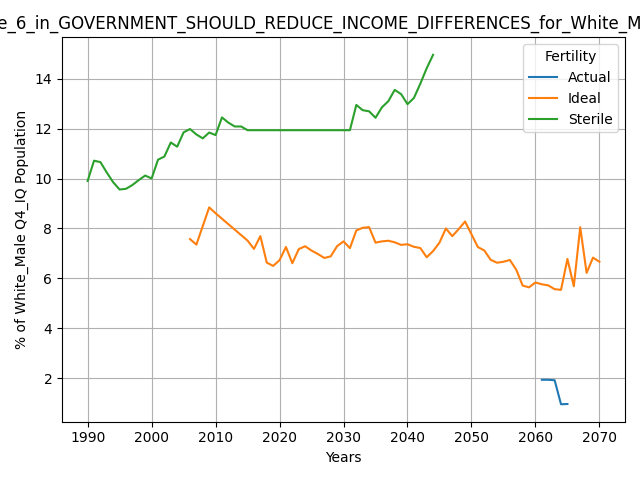 e_6_in_GOVERNMENT_SHOULD_REDUCE_INCOME_DIFFERENCES_for_White_M
Fertility
Actual
Ideal
Sterile
% of White_Male Q4_IQ Population
14
12
10
8
6
4
2
1990 2000 2010 2020 2030 2040 2050 2060 2070
Years